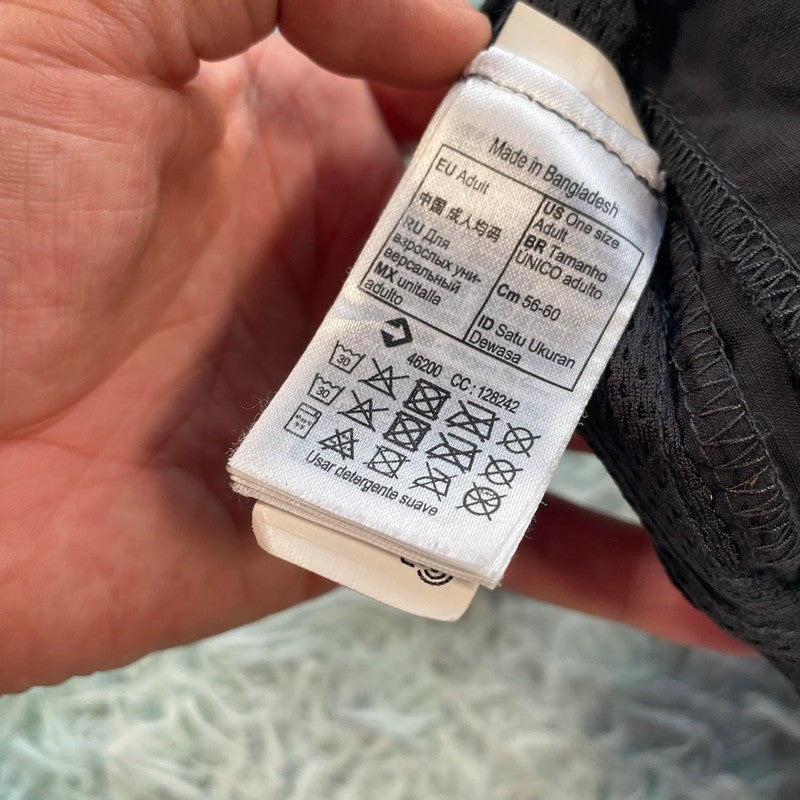 Made in Bangladesh
EU Adult
中国 成人均码
RU Для
взрослых уни-
версальный
MX unitalla
adulto
US One size
Adult
BR Tamanho
ÚNICO adulto
Cm 56-60
ID Satu Ukuran
Dewasa
46200 CC : 128242
30
30
Usar detergente suave